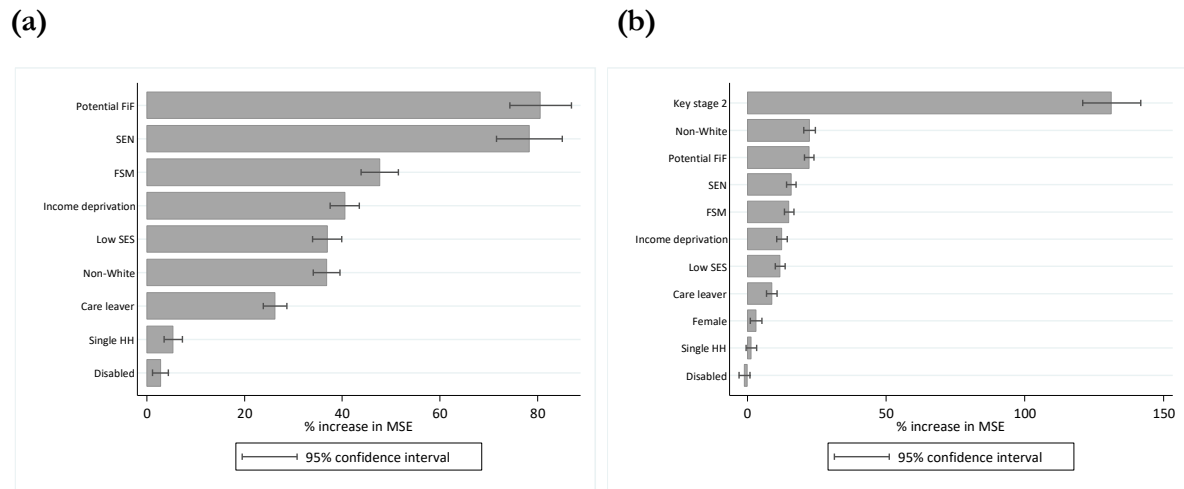 (a)
Potential FiF
SEN
FSM
Income deprivation
Low SES
Non-White
Care leaver
Single HH
Disabled
0 20 40 60 80
% increase in MSE
95% confidence interval
(b)
Key stage 2
Non-White
Potential FiF
SEN
FSM
Income deprivation
Low SES
Care leaver
Female
Single HH
Disabled
0 50 100 150
% increase in MSE
95% confidence interval